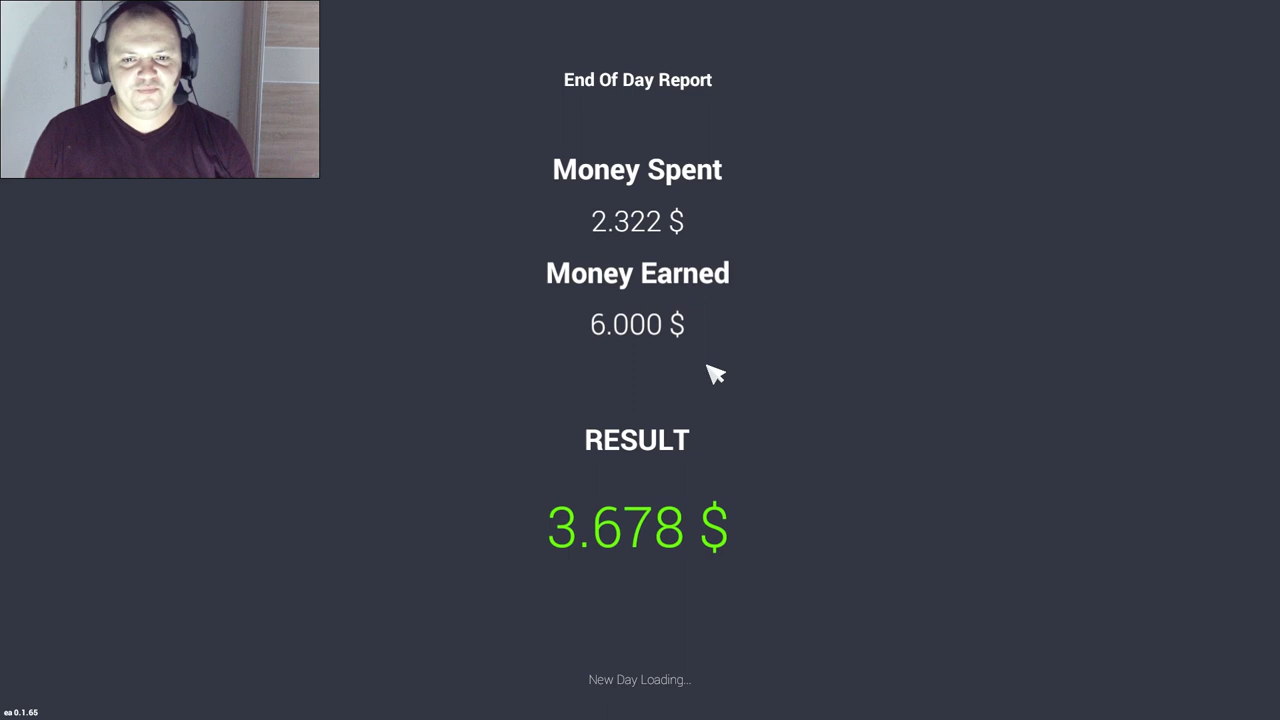 End Of Day Report
Money Spent
2.322 $
Money Earned
6.000 $
RESULT
3.678 $
New Day Loading...
ea 0.1.65